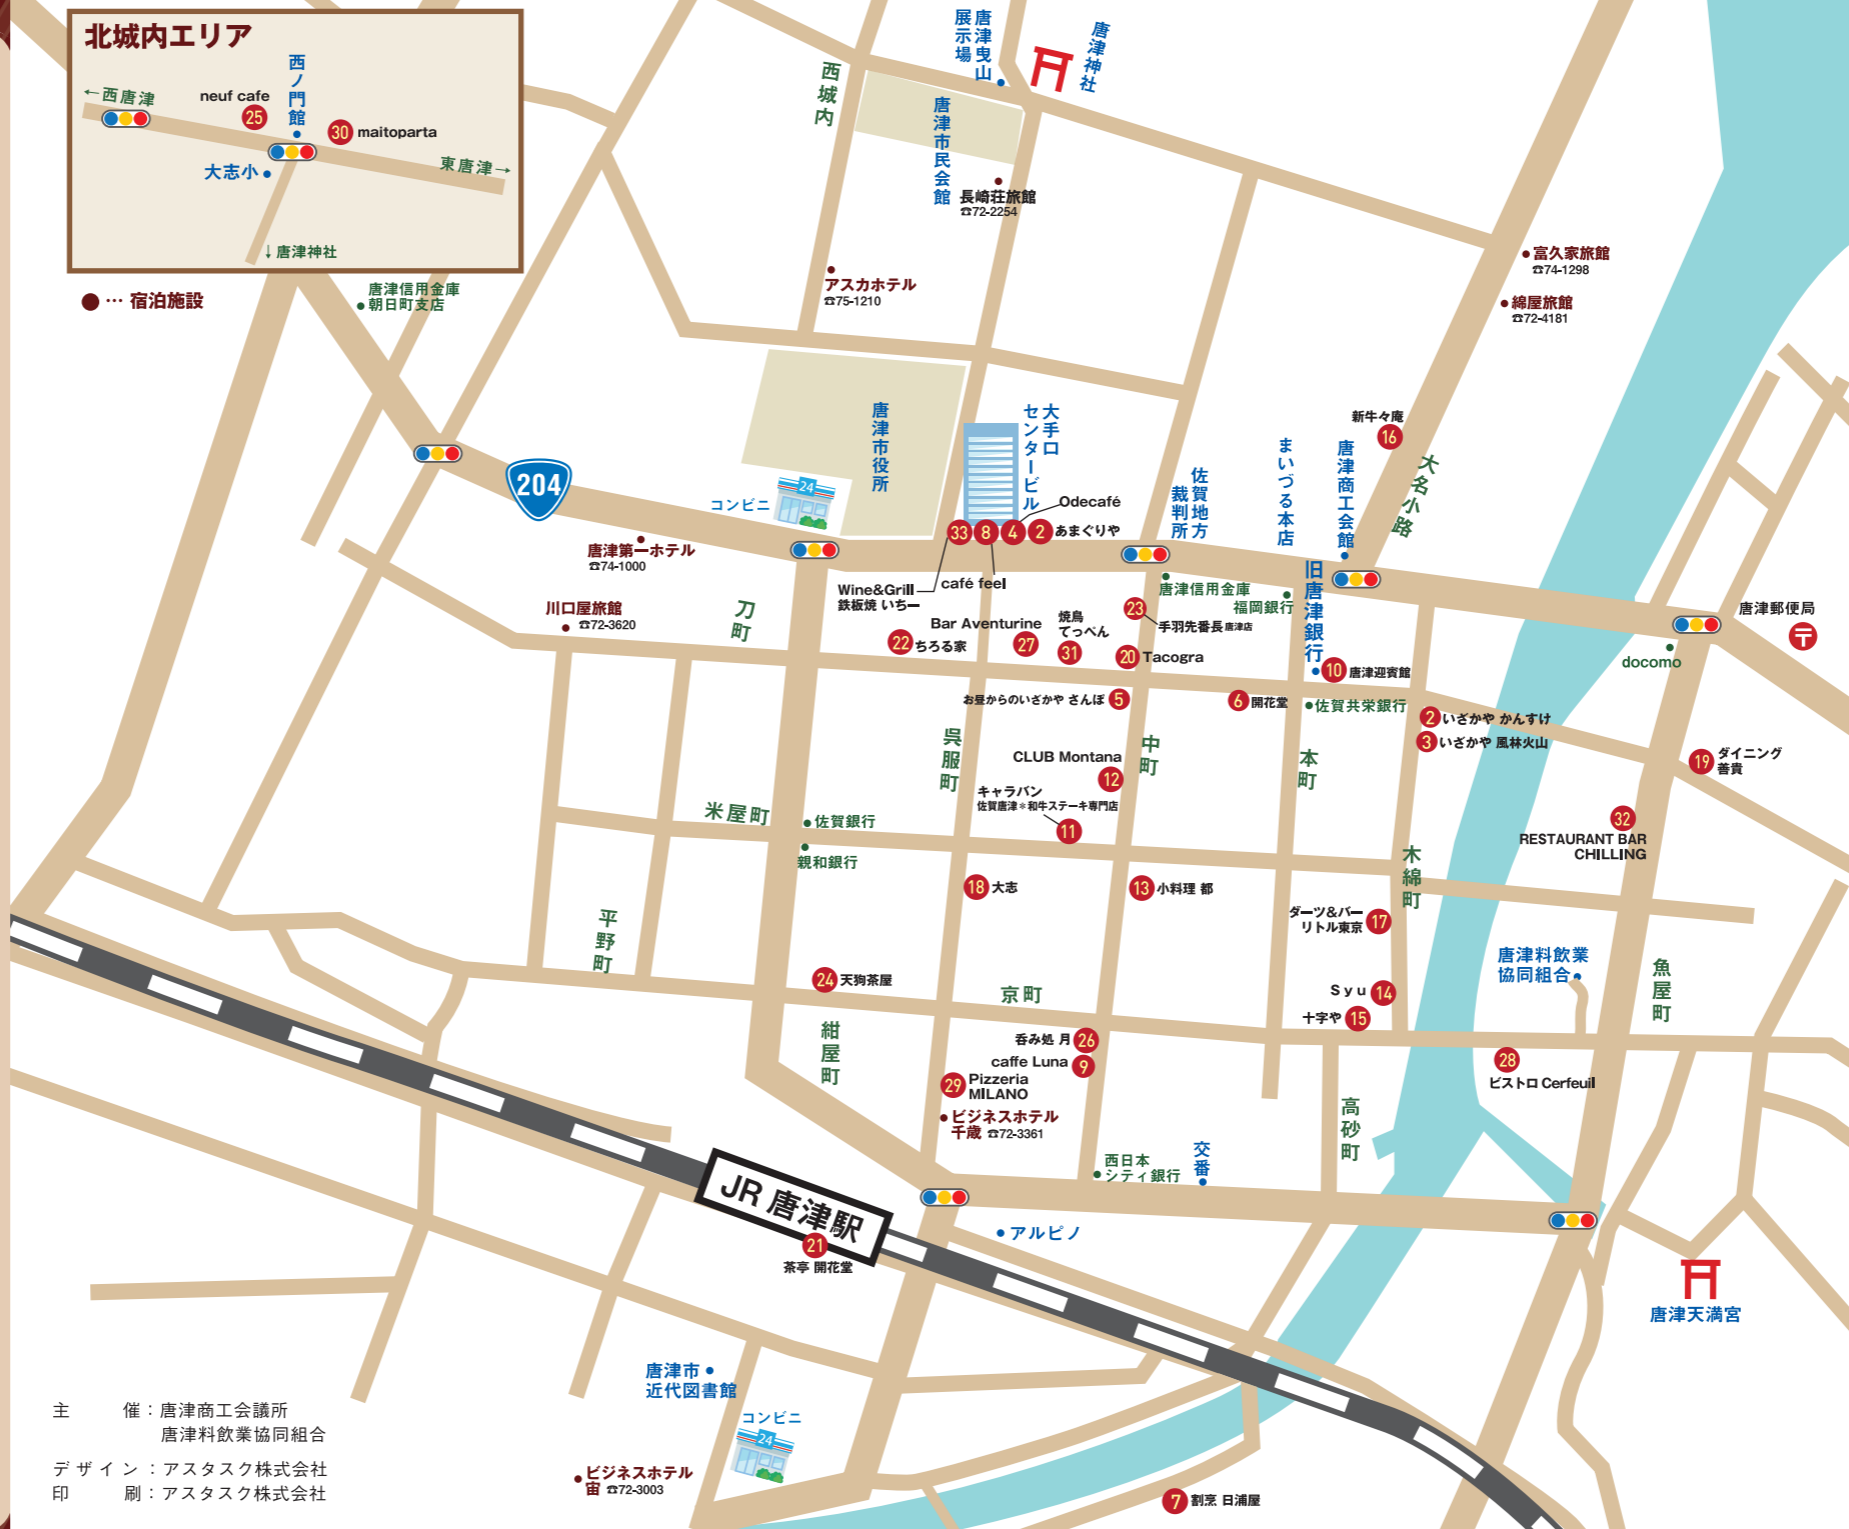 北城内エリア
←西唐津
neuf cafe
25
西ノ門館
30 maitoparta
大志小
東唐津→
↓唐津神社
●… 宿泊施設
唐津信用金庫
朝日町支店
西城内
唐津曳山
展示場
唐津神社
唐津市民会館
長崎荘旅館
☎72-2254
アスカホテル
☎75-1210
富久家旅館
☎74-1298
綿屋旅館
☎72-4181
204
唐津市役所
コンビニ
24
大手口
センタービル
Odecafé
33 8 4 2 あまぐりや
Wine&Grill
鉄板焼 いちー
café feel
佐賀地方
裁判所
まいづる本店
唐津商工会館
新牛々庵
16
大名小路
唐津第一ホテル
☎74-1000
川口屋旅館
☎72-3620
刀町
唐津信用金庫
福岡銀行
旧唐津銀行
23
手羽先番長 唐津店
22 ちろる家
Bar Aventurine
27
焼鳥
てっぺん
31
20 Tacogra
10 唐津迎賓館
唐津郵便局
〒
docomo
お昼からのいざかや さんぽ 5
6 開花堂
佐賀共栄銀行
2 いざかや かんすけ
3 いざかや 風林火山
19 ダイニング
善貴
呉服町
中町
本町
CLUB Montana
12
キャラバン
佐賀唐津＊和牛ステーキ専門店
11
米屋町
佐賀銀行
親和銀行
32
RESTAURANT BAR
CHILLING
木綿町
18 大志
13 小料理 都
ダーツ&バー
リトル東京
17
平野町
24 天狗茶屋
京町
Syu 14
十字や 15
唐津料飲業
協同組合
魚屋町
紺屋町
呑み処 月 26
caffe Luna 9
29 Pizzeria
MILANO
ビジネスホテル
千歳 ☎72-3361
28
ビストロ Cerfeuil
高砂町
西日本
シティ銀行
交番
JR 唐津駅
21
茶亭 開花堂
アルピノ
唐津天満宮
唐津市
近代図書館
コンビニ
24
ビジネスホテル
宙 ☎72-3003
7 割烹 日浦屋
主　　催：唐津商工会議所
唐津料飲業協同組合
デザイン：アスタスク株式会社
印　　刷：アスタスク株式会社